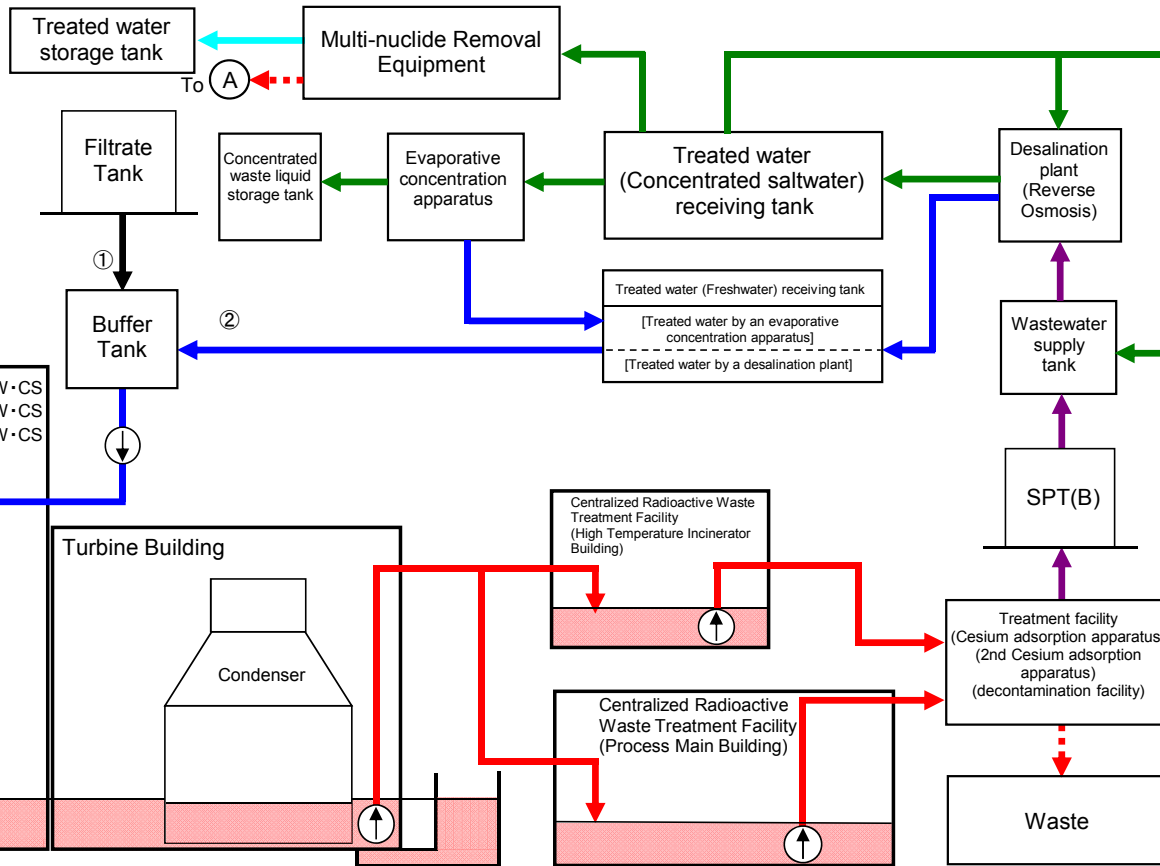 Treated water
storage tank
Multi-nuclide Removal
Equipment
To
A
Filtrate
Tank
Concentrated
waste liquid
storage tank
Evaporative
concentration
apparatus
Treated water
(Concentrated saltwater)
receiving tank
Desalination
plant
(Reverse
Osmosis)
①
②
Buffer
Tank
Treated water (Freshwater) receiving tank
[Treated water by an evaporative
concentration apparatus]
[Treated water by a desalination plant]
Wastewater
supply
tank
W・CS
W・CS
W・CS
SPT(B)
Turbine Building
Condenser
Centralized Radioactive Waste
Treatment Facility
(High Temperature Incinerator
Building)
Centralized Radioactive
Waste Treatment Facility
(Process Main Building)
Treatment facility
(Cesium adsorption apparatus
(2nd Cesium adsorption
apparatus)
(decontamination facility)
Waste